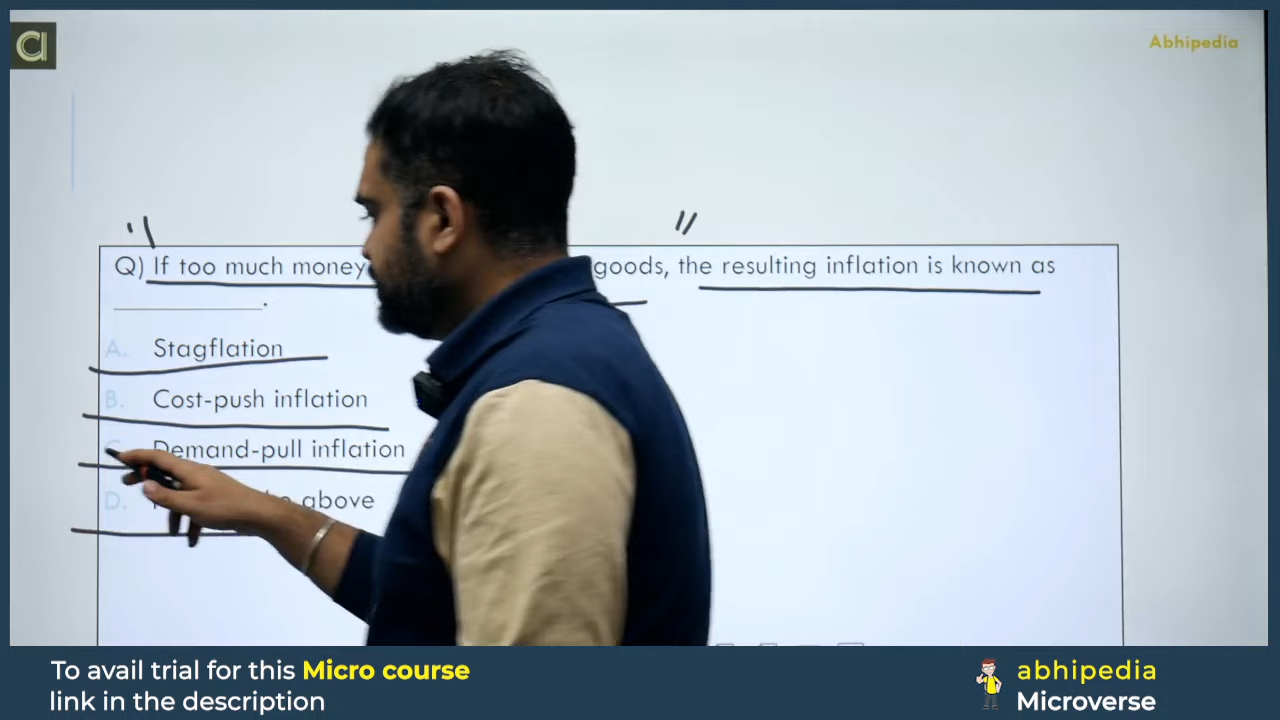 a
Abhipedia
Q) If too much money goods, the resulting inflation is known as
____________.
A. Stagflation
B. Cost-push inflation
C. Demand-pull inflation
D. above
To avail trial for this Micro course
link in the description
abhipedia
Microverse